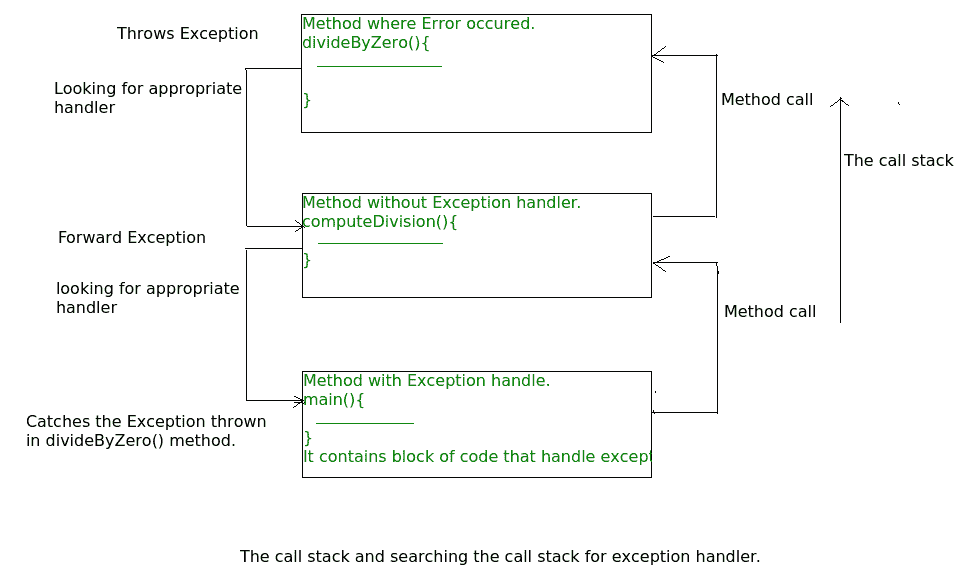 Throws Exception
Method where Error occured.
divideByZero(){
}
Looking for appropriate
handler
Method call
The call stack
Method without Exception handler.
computeDivision(){
}
Forward Exception
looking for appropriate
handler
Method call
Method with Exception handle.
main(){
}
It contains block of code that handle except
Catches the Exception thrown
in divideByZero() method.
The call stack and searching the call stack for exception handler.